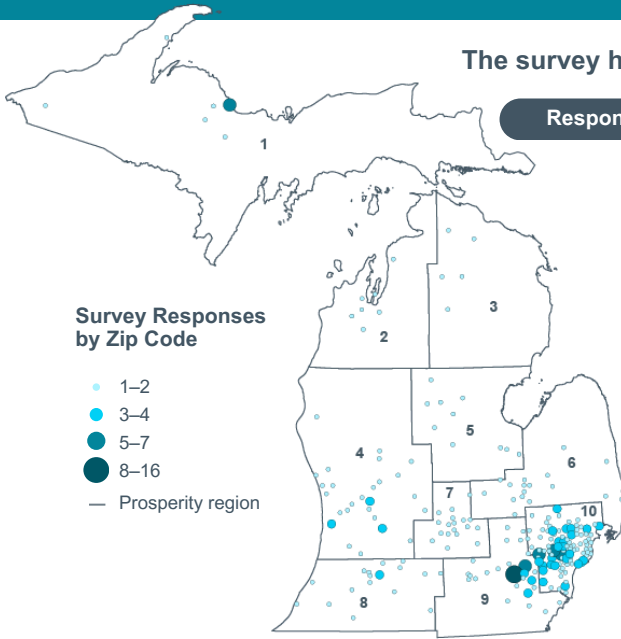 The survey h
Respon
1
3
2
Survey Responses
by Zip Code
1–2
3–4
5–7
8–16
Prosperity region
5
4
6
7
10
8
9